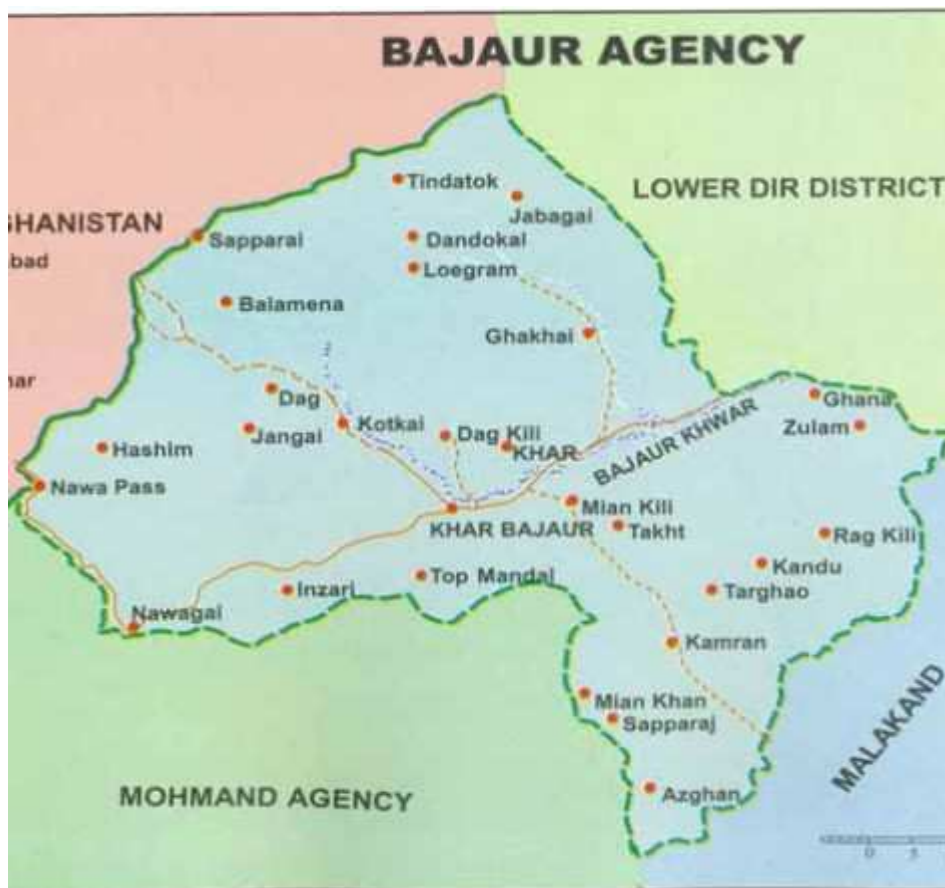 BAJAUR AGENCY
Tindatok
LOWER DIR DISTRICT
Jabagai
GHANISTAN
Sapparai
Dandokal
bad
Loegram
Balamena
Ghakhai
nar
Dag
Ghana
Kotkai
Zulam
Jangai
Dag Kili
BAJAUR KHWAR
Hashim
KHAR
Nawa Pass
Mian Kili
KHAR BAJAUR
Takht
Rag Kili
Kandu
Top Mandal
Inzari
Targhao
Nawagai
Kamran
Mian Khan
Sapparaj
MALAKAND
MOHMAND AGENCY
Azghan
0 5